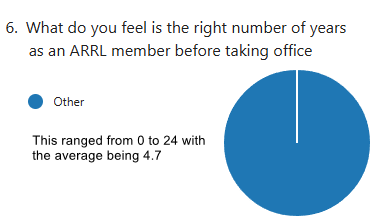 6. What do you feel is the right number of years
as an ARRL member before taking office
Other
This ranged from 0 to 24 with
the average being 4.7